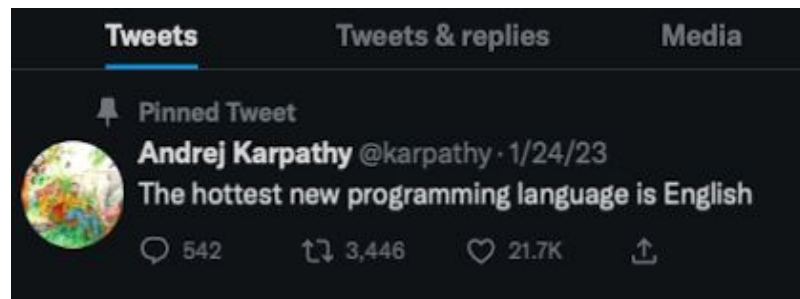 Tweets Tweets & replies Media
Pinned Tweet
Andrej Karpathy @karpathy · 1/24/23
The hottest new programming language is English
542 3,446 21.7K